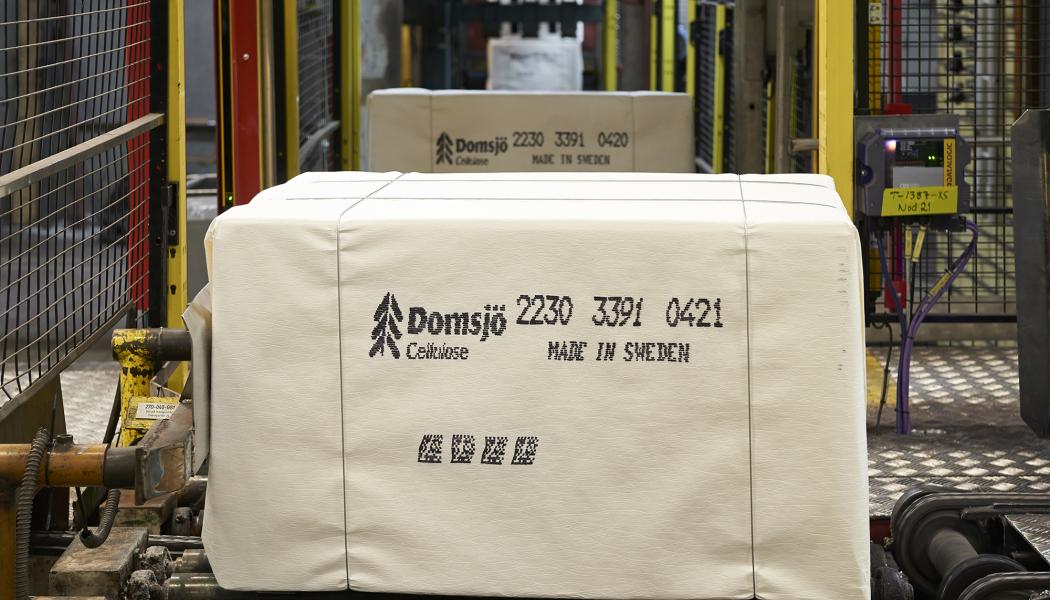 Domsjö 2230 3391 0420
Cellulose MADE IN SWEDEN
Domsjö 2230 3391 0421
Cellulose MADE IN SWEDEN
DATALOGIC
T-1387-XS
Nod 21